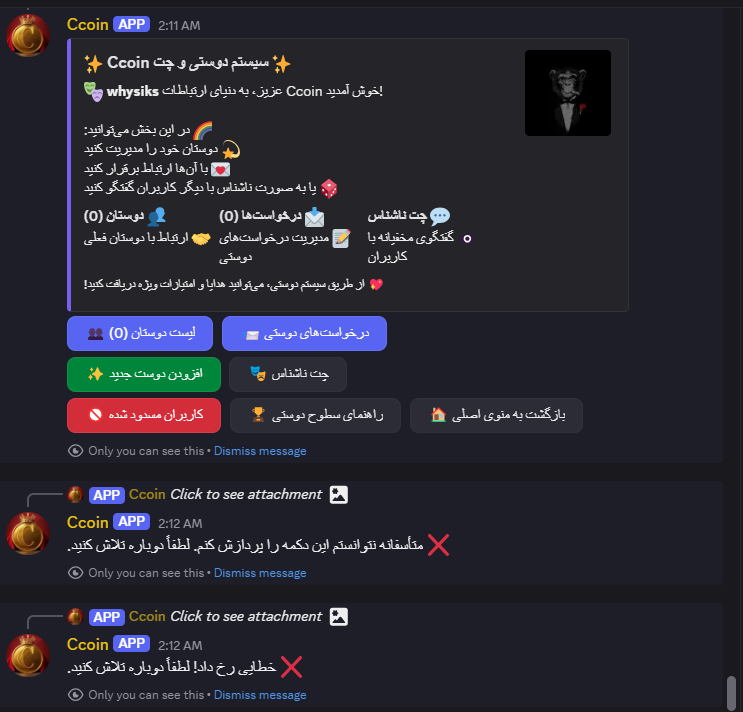 Ccoin APP 2:11 AM
✨ سیستم دوستی و چت Ccoin ✨
🎭 whysiks عزیز، به دنیای ارتباطات Ccoin خوش آمدید!
🌈 در این بخش می‌توانید:
💫 دوستان خود را مدیریت کنید
💌 با آن‌ها ارتباط برقرار کنید
🎲 یا به صورت ناشناس با دیگر کاربران گفتگو کنید
👥 دوستان (0)
🤝 ارتباط با دوستان فعلی
📩 درخواست‌ها (0)
📝 مدیریت درخواست‌های
دوستی
💬 چت ناشناس
گفتگوی مخفیانه با
کاربران
💖 از طریق سیستم دوستی، می‌توانید هدایا و امتیازات ویژه دریافت کنید!
👥 لیست دوستان (0)
📨 درخواست‌های دوستی
✨ افزودن دوست جدید
🎭 چت ناشناس
🚫 کاربران مسدود شده
🏆 راهنمای سطوح دوستی
🏠 بازگشت به منوی اصلی
Only you can see this • Dismiss message
APP Ccoin Click to see attachment
Ccoin APP 2:12 AM
❌ متأسفانه نتوانستم این دکمه را پردازش کنم. لطفاً دوباره تلاش کنید.
Only you can see this • Dismiss message
APP Ccoin Click to see attachment
Ccoin APP 2:12 AM
❌ خطایی رخ داد! لطفاً دوباره تلاش کنید.
Only you can see this • Dismiss message